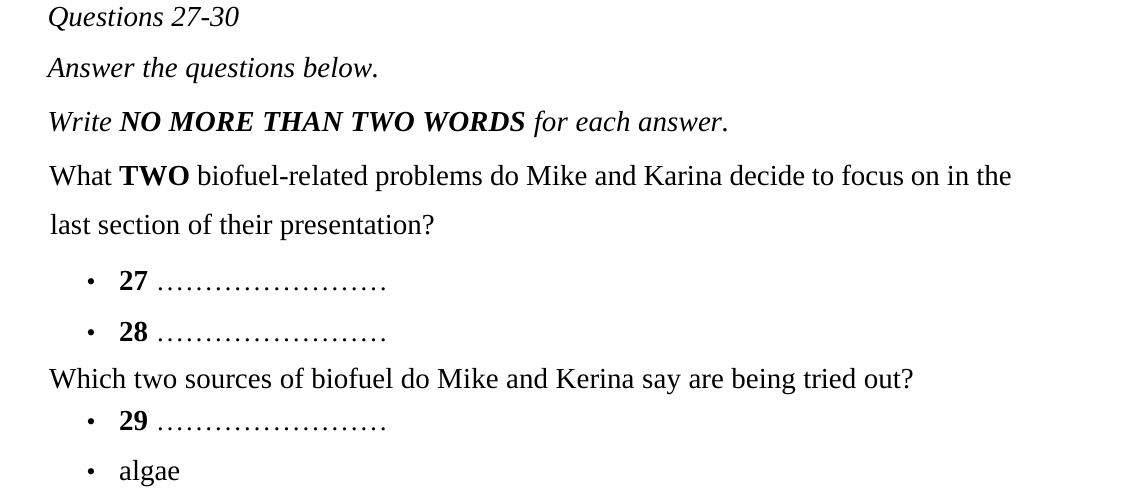 Questions 27-30
Answer the questions below.
Write NO MORE THAN TWO WORDS for each answer.
What TWO biofuel-related problems do Mike and Karina decide to focus on in the
last section of their presentation?
• 27 ........................
• 28 ........................
Which two sources of biofuel do Mike and Kerina say are being tried out?
• 29 ........................
• algae